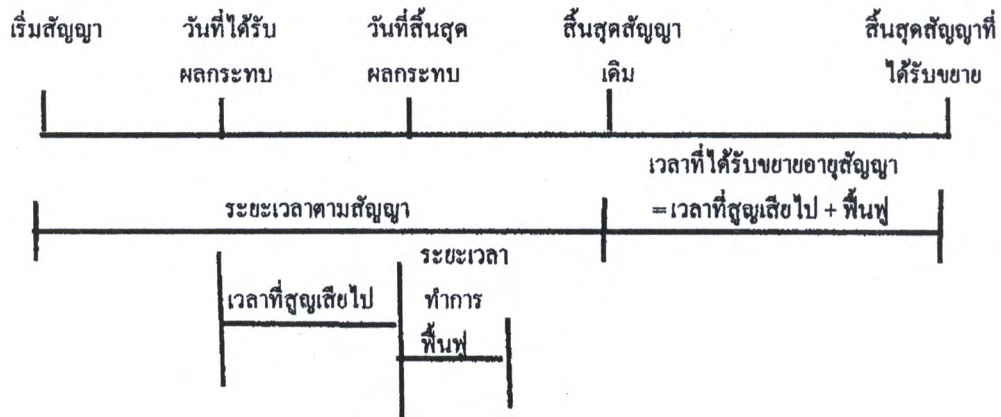 เริ่มสัญญา วันที่ได้รับ วันที่สิ้นสุด สิ้นสุดสัญญา สิ้นสุดสัญญาที่
ผลกระทบ ผลกระทบ เดิม ได้รับขยาย
เวลาที่ได้รับขยายอายุสัญญา
ระยะเวลาตามสัญญา =เวลาที่สูญเสียไป + ฟื้นฟู
ระยะเวลา
เวลาที่สูญเสียไป ทำการ
ฟื้นฟู